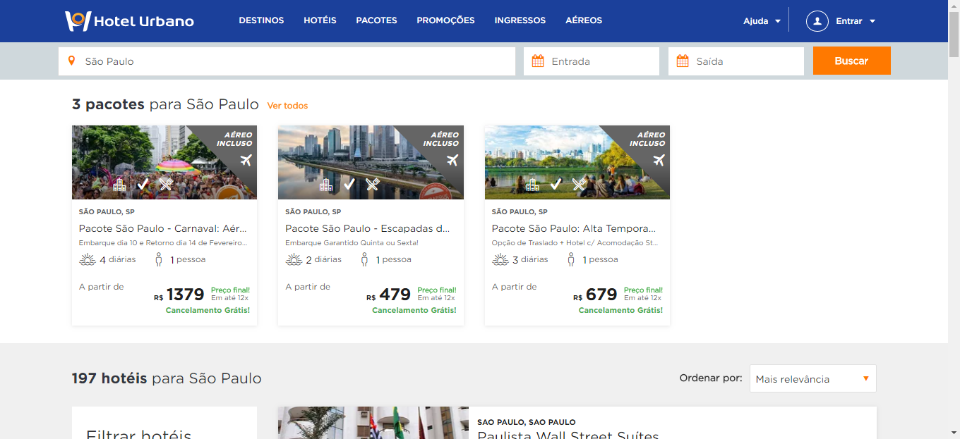 Hotel Urbano
DESTINOS HOTÉIS PACOTES PROMOÇÕES INGRESSOS AÉREOS Ajuda Entrar
São Paulo Entrada Saída Buscar
3 pacotes para São Paulo Ver todos
AÉREO
INCLUSO
SÃO PAULO, SP
Pacote São Paulo - Carnaval: Aér...
Embarque dia 10 e Retorno dia 14 de Fevereiro...
4 diárias 1 pessoa
A partir de
R$ 1379 Preço final!
Em até 12x
Cancelamento Grátis!
AÉREO
INCLUSO
SÃO PAULO, SP
Pacote São Paulo - Escapadas d...
Embarque Garantido Quinta ou Sexta!
2 diárias 1 pessoa
A partir de
R$ 479 Preço final!
Em até 12x
Cancelamento Grátis!
AÉREO
INCLUSO
SÃO PAULO, SP
Pacote São Paulo: Alta Tempora...
Opção de Traslado + Hotel c/ Acomodação St...
3 diárias 1 pessoa
A partir de
R$ 679 Preço final!
Em até 12x
Cancelamento Grátis!
197 hotéis para São Paulo
Ordenar por: Mais relevância
Filtrar hotéis
SAO PAULO, SAO PAULO
Paulista Wall Street Suítes